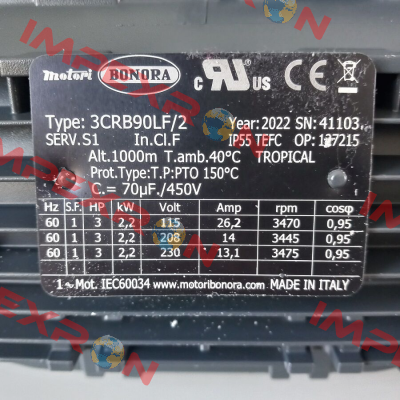 motori BONORA c RU US
Type: 3CRB90LF/2 Year: 2022 SN: 41103
SERV. S1 In.Cl.F IP55 TEFC OP: 127215
Alt.1000m T.amb.40°C TROPICAL
Prot.Type: T.P:PTO 150°C
C.= 70µF./450V
Hz S.F. HP kW Volt Amp rpm cosφ
60 1 3 2,2 115 26,2 3470 0,95
60 1 3 2,2 208 14 3445 0,95
60 1 3 2,2 230 13,1 3475 0,95
1~Mot. IEC60034 www.motoribonora.com MADE IN ITALY
IMPEXRON